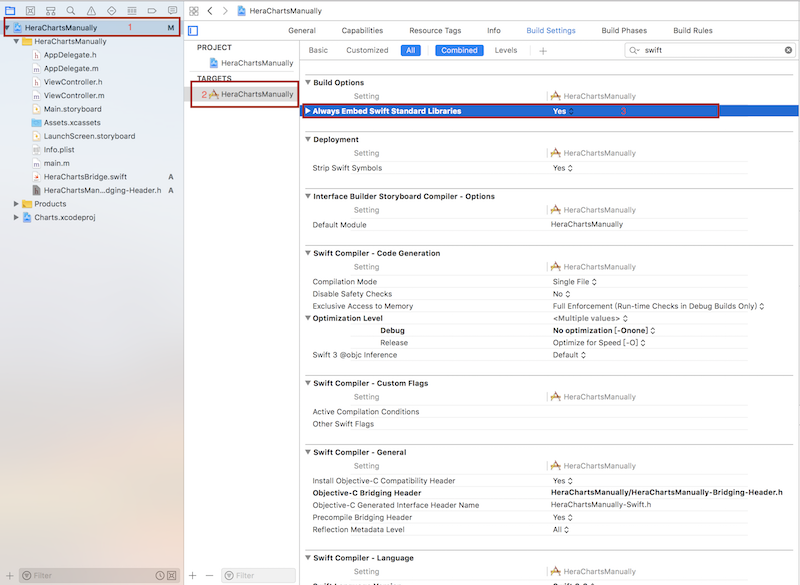 HeraChartsManually 1 M
HeraChartsManually
AppDelegate.h
AppDelegate.m
ViewController.h
ViewController.m
Main.storyboard
Assets.xcassets
LaunchScreen.storyboard
Info.plist
main.m
HeraChartsBridge.swift A
HeraChartsMan...dging-Header.h A
Products
Charts.xcodeproj
Filter
HeraChartsManually
General Capabilities Resource Tags Info Build Settings Build Phases Build Rules
Basic Customized All Combined Levels + swift
PROJECT
HeraChartsManually
TARGETS
2 HeraChartsManually
Filter
Build Options
Setting HeraChartsManually
Always Embed Swift Standard Libraries Yes 3
Deployment
Setting HeraChartsManually
Strip Swift Symbols Yes
Interface Builder Storyboard Compiler - Options
Setting HeraChartsManually
Default Module HeraChartsManually
Swift Compiler - Code Generation
Setting HeraChartsManually
Compilation Mode Single File
Disable Safety Checks No
Exclusive Access to Memory Full Enforcement (Run-time Checks in Debug Builds Only)
Optimization Level <Multiple values>
Debug No optimization [-Onone]
Release Optimize for Speed [-O]
Swift 3 @objc Inference Default
Swift Compiler - Custom Flags
Setting HeraChartsManually
Active Compilation Conditions
Other Swift Flags
Swift Compiler - General
Setting HeraChartsManually
Install Objective-C Compatibility Header Yes
Objective-C Bridging Header HeraChartsManually/HeraChartsManually-Bridging-Header.h
Objective-C Generated Interface Header Name HeraChartsManually-Swift.h
Precompile Bridging Header Yes
Reflection Metadata Level All
Swift Compiler - Language
Setting HeraChartsManually